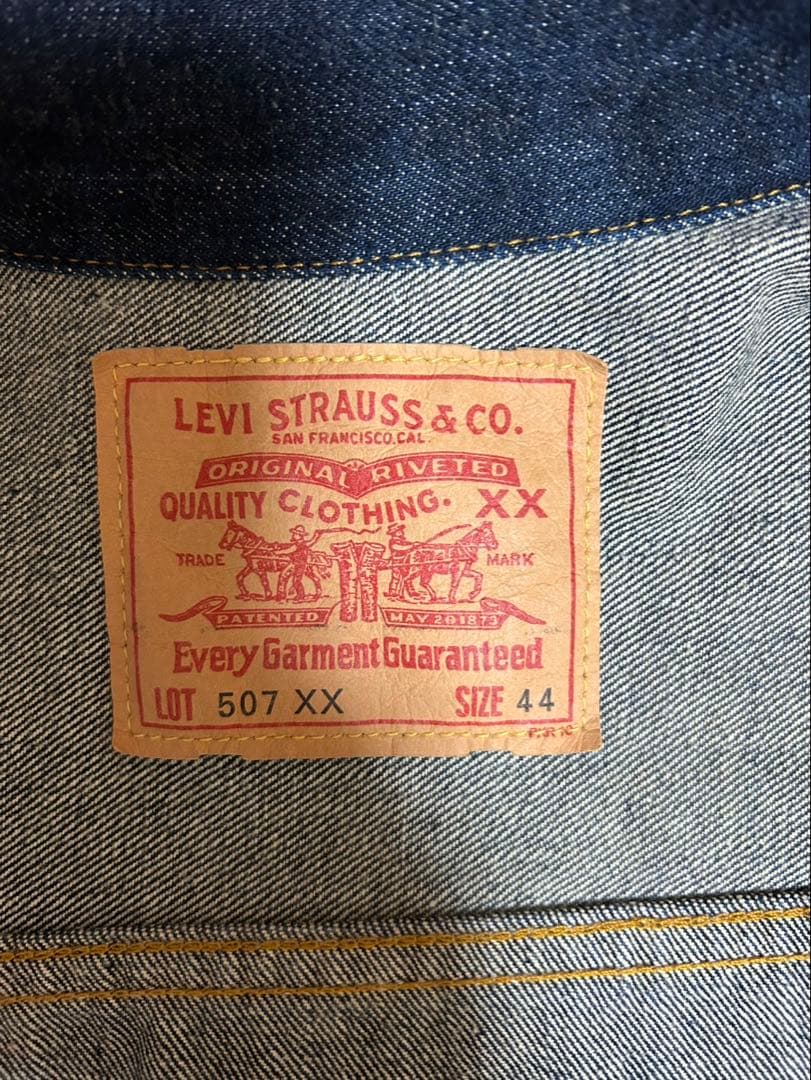 LEVI STRAUSS & CO.
SAN FRANCISCO, CAL.
ORIGINAL RIVETED
QUALITY CLOTHING. XX
TRADE MARK
PATENTED MAY 20 1873
Every Garment Guaranteed
LOT 507 XX SIZE 44